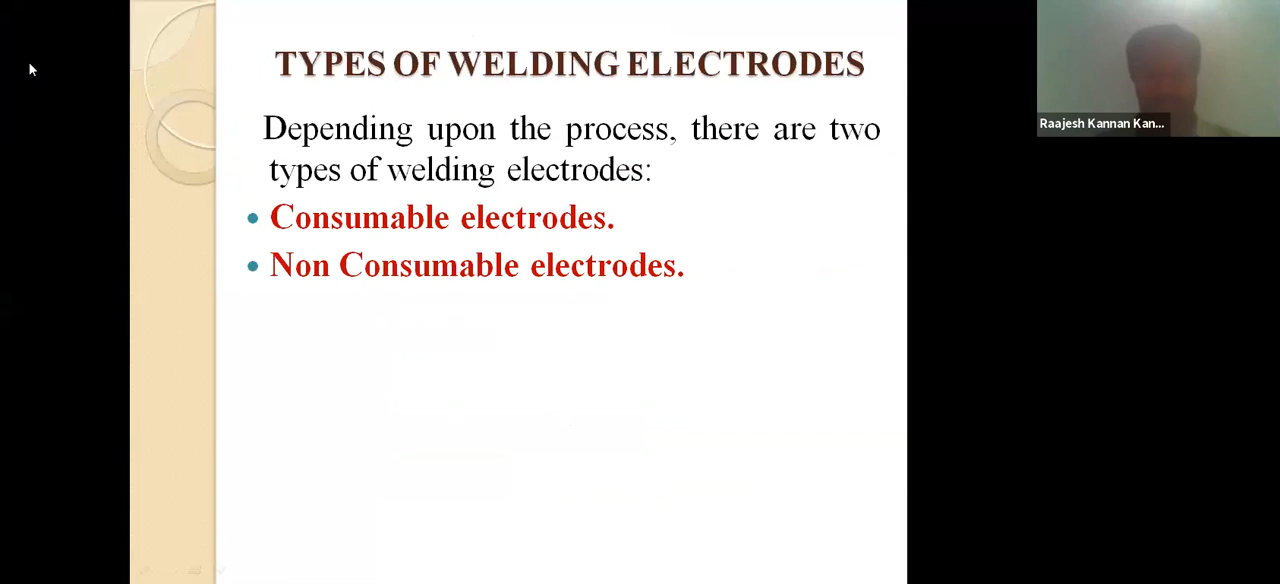 TYPES OF WELDING ELECTRODES
Depending upon the process, there are two
types of welding electrodes:
• Consumable electrodes.
• Non Consumable electrodes.
Raajesh Kannan Kan...